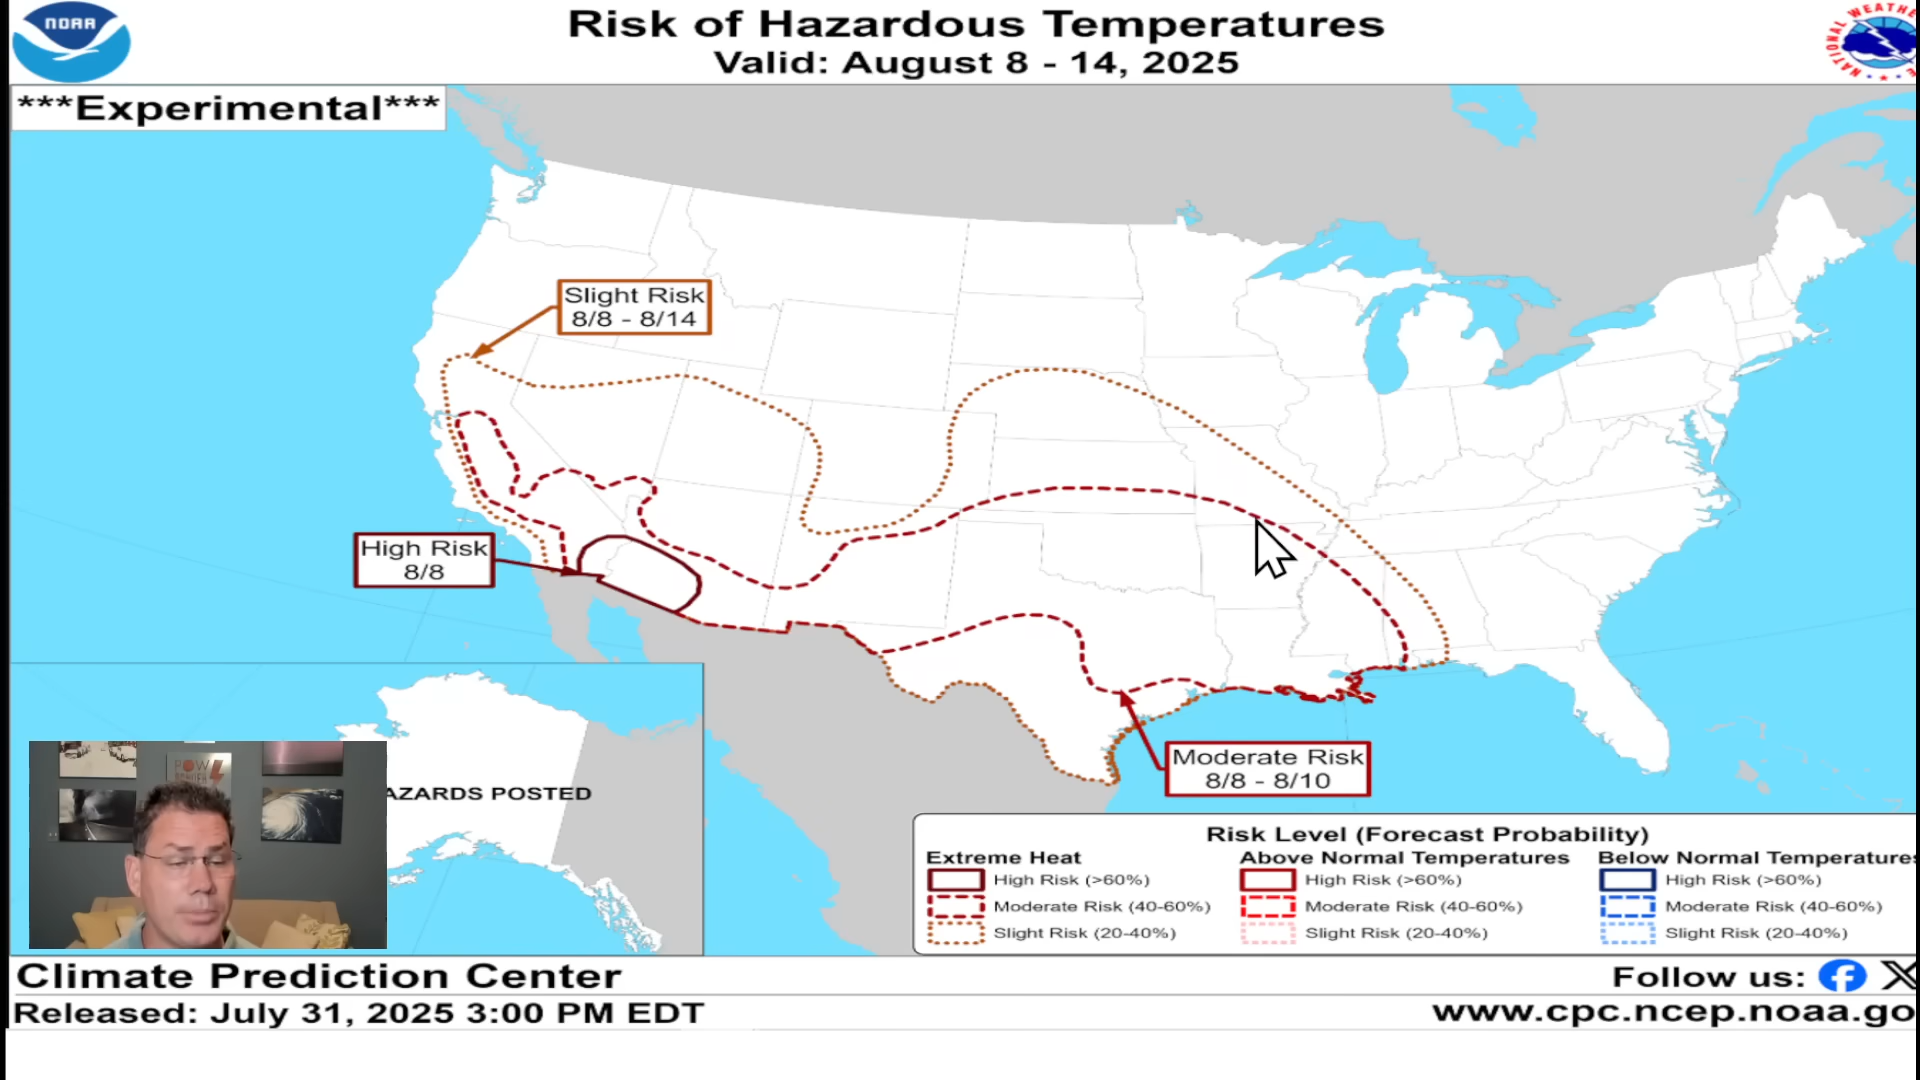 NOAA
Risk of Hazardous Temperatures
Valid: August 8 - 14, 2025
NATIONAL WEATHE
***Experimental***
Slight Risk
8/8 - 8/14
High Risk
8/8
Moderate Risk
8/8 - 8/10
AZARDS POSTED
Risk Level (Forecast Probability)
Extreme Heat
High Risk (>60%)
Moderate Risk (40-60%)
Slight Risk (20-40%)
Above Normal Temperatures
High Risk (>60%)
Moderate Risk (40-60%)
Slight Risk (20-40%)
Below Normal Temperatures
High Risk (>60%)
Moderate Risk (40-60%)
Slight Risk (20-40%)
Climate Prediction Center
Follow us:
Released: July 31, 2025 3:00 PM EDT
www.cpc.ncep.noaa.go